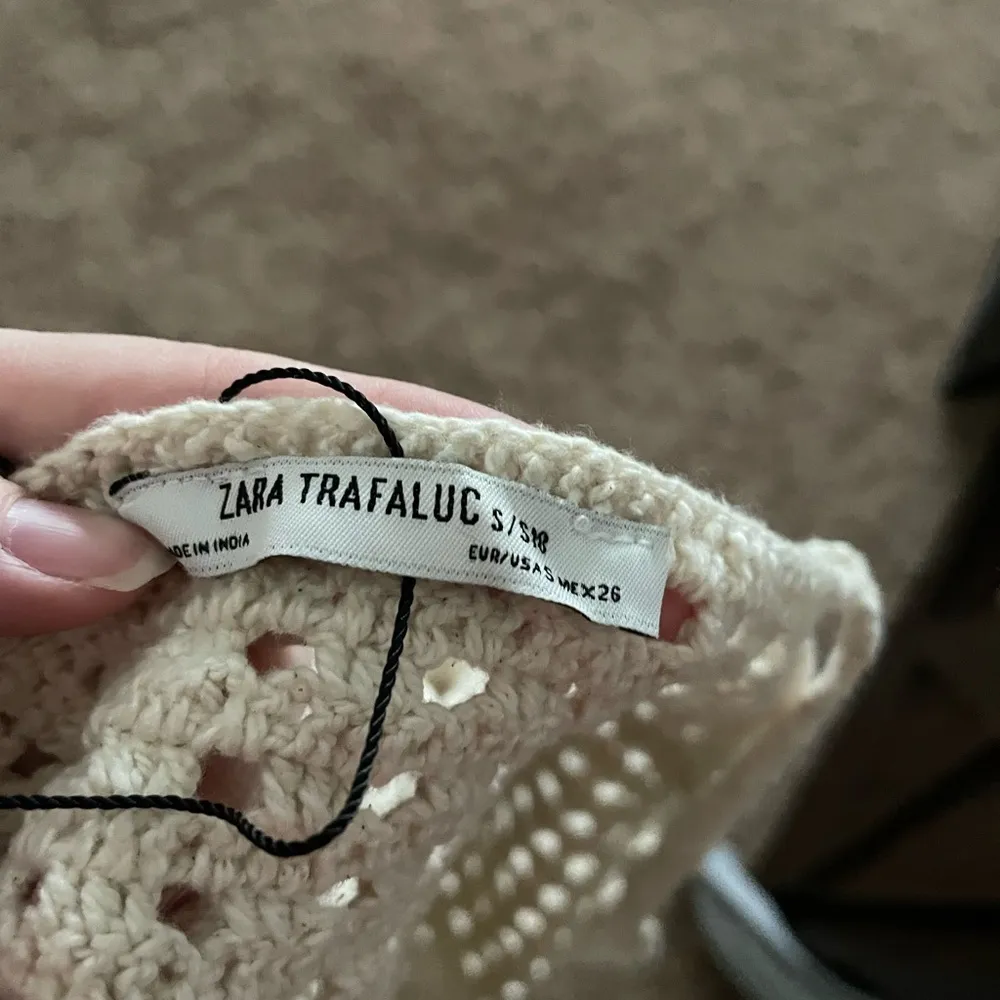 ZARA TRAFALUC S/S18
ADE IN INDIA
EUR/USA S MEX 26